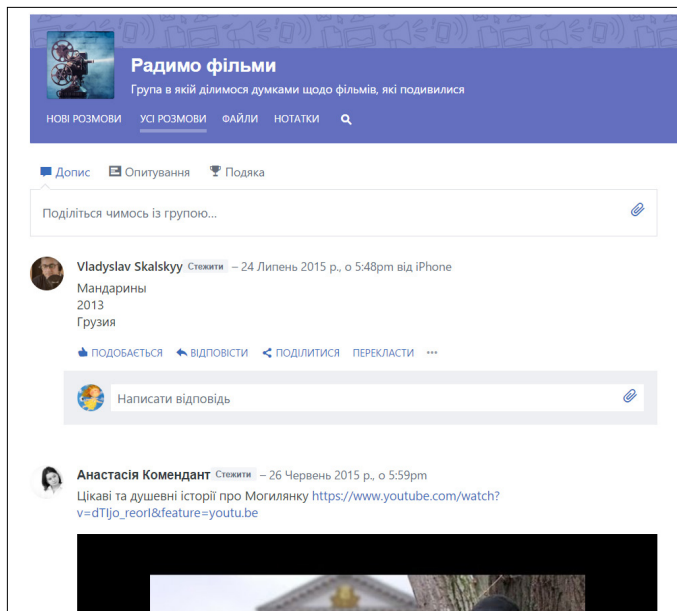 Радимо фільми
Група в якій ділимося думками щодо фільмів, які подивилися
НОВІ РОЗМОВИ УСІ РОЗМОВИ ФАЙЛИ НОТАТКИ
Допис Опитування Подяка
Поділіться чимось із групою...
Vladyslav Skalskyy Стежити – 24 Липень 2015 р., о 5:48pm від iPhone
Мандарины
2013
Грузия
ПОДОБАЄТЬСЯ ВІДПОВІСТИ ПОДІЛИТИСЯ ПЕРЕКЛАСТИ •••
Написати відповідь
Анастасія Комендант Стежити – 26 Червень 2015 р., о 5:59pm
Цікаві та душевні історії про Могилянку https://www.youtube.com/watch?
v=dTIjo_reorI&feature=youtu.be